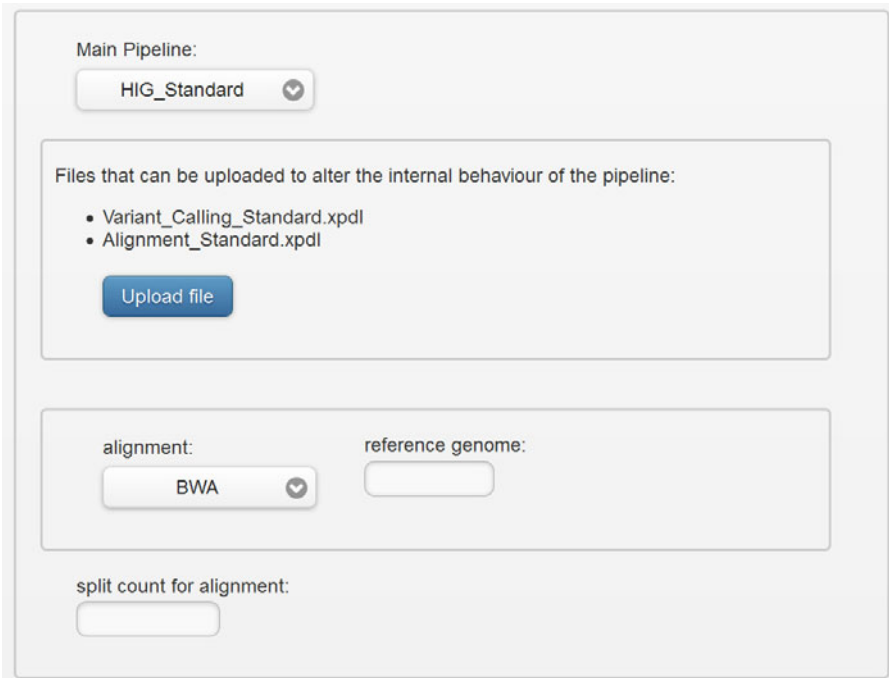 Main Pipeline:
HIG_Standard
Files that can be uploaded to alter the internal behaviour of the pipeline:
• Variant_Calling_Standard.xpdl
• Alignment_Standard.xpdl
Upload file
alignment:
reference genome:
BWA
split count for alignment: